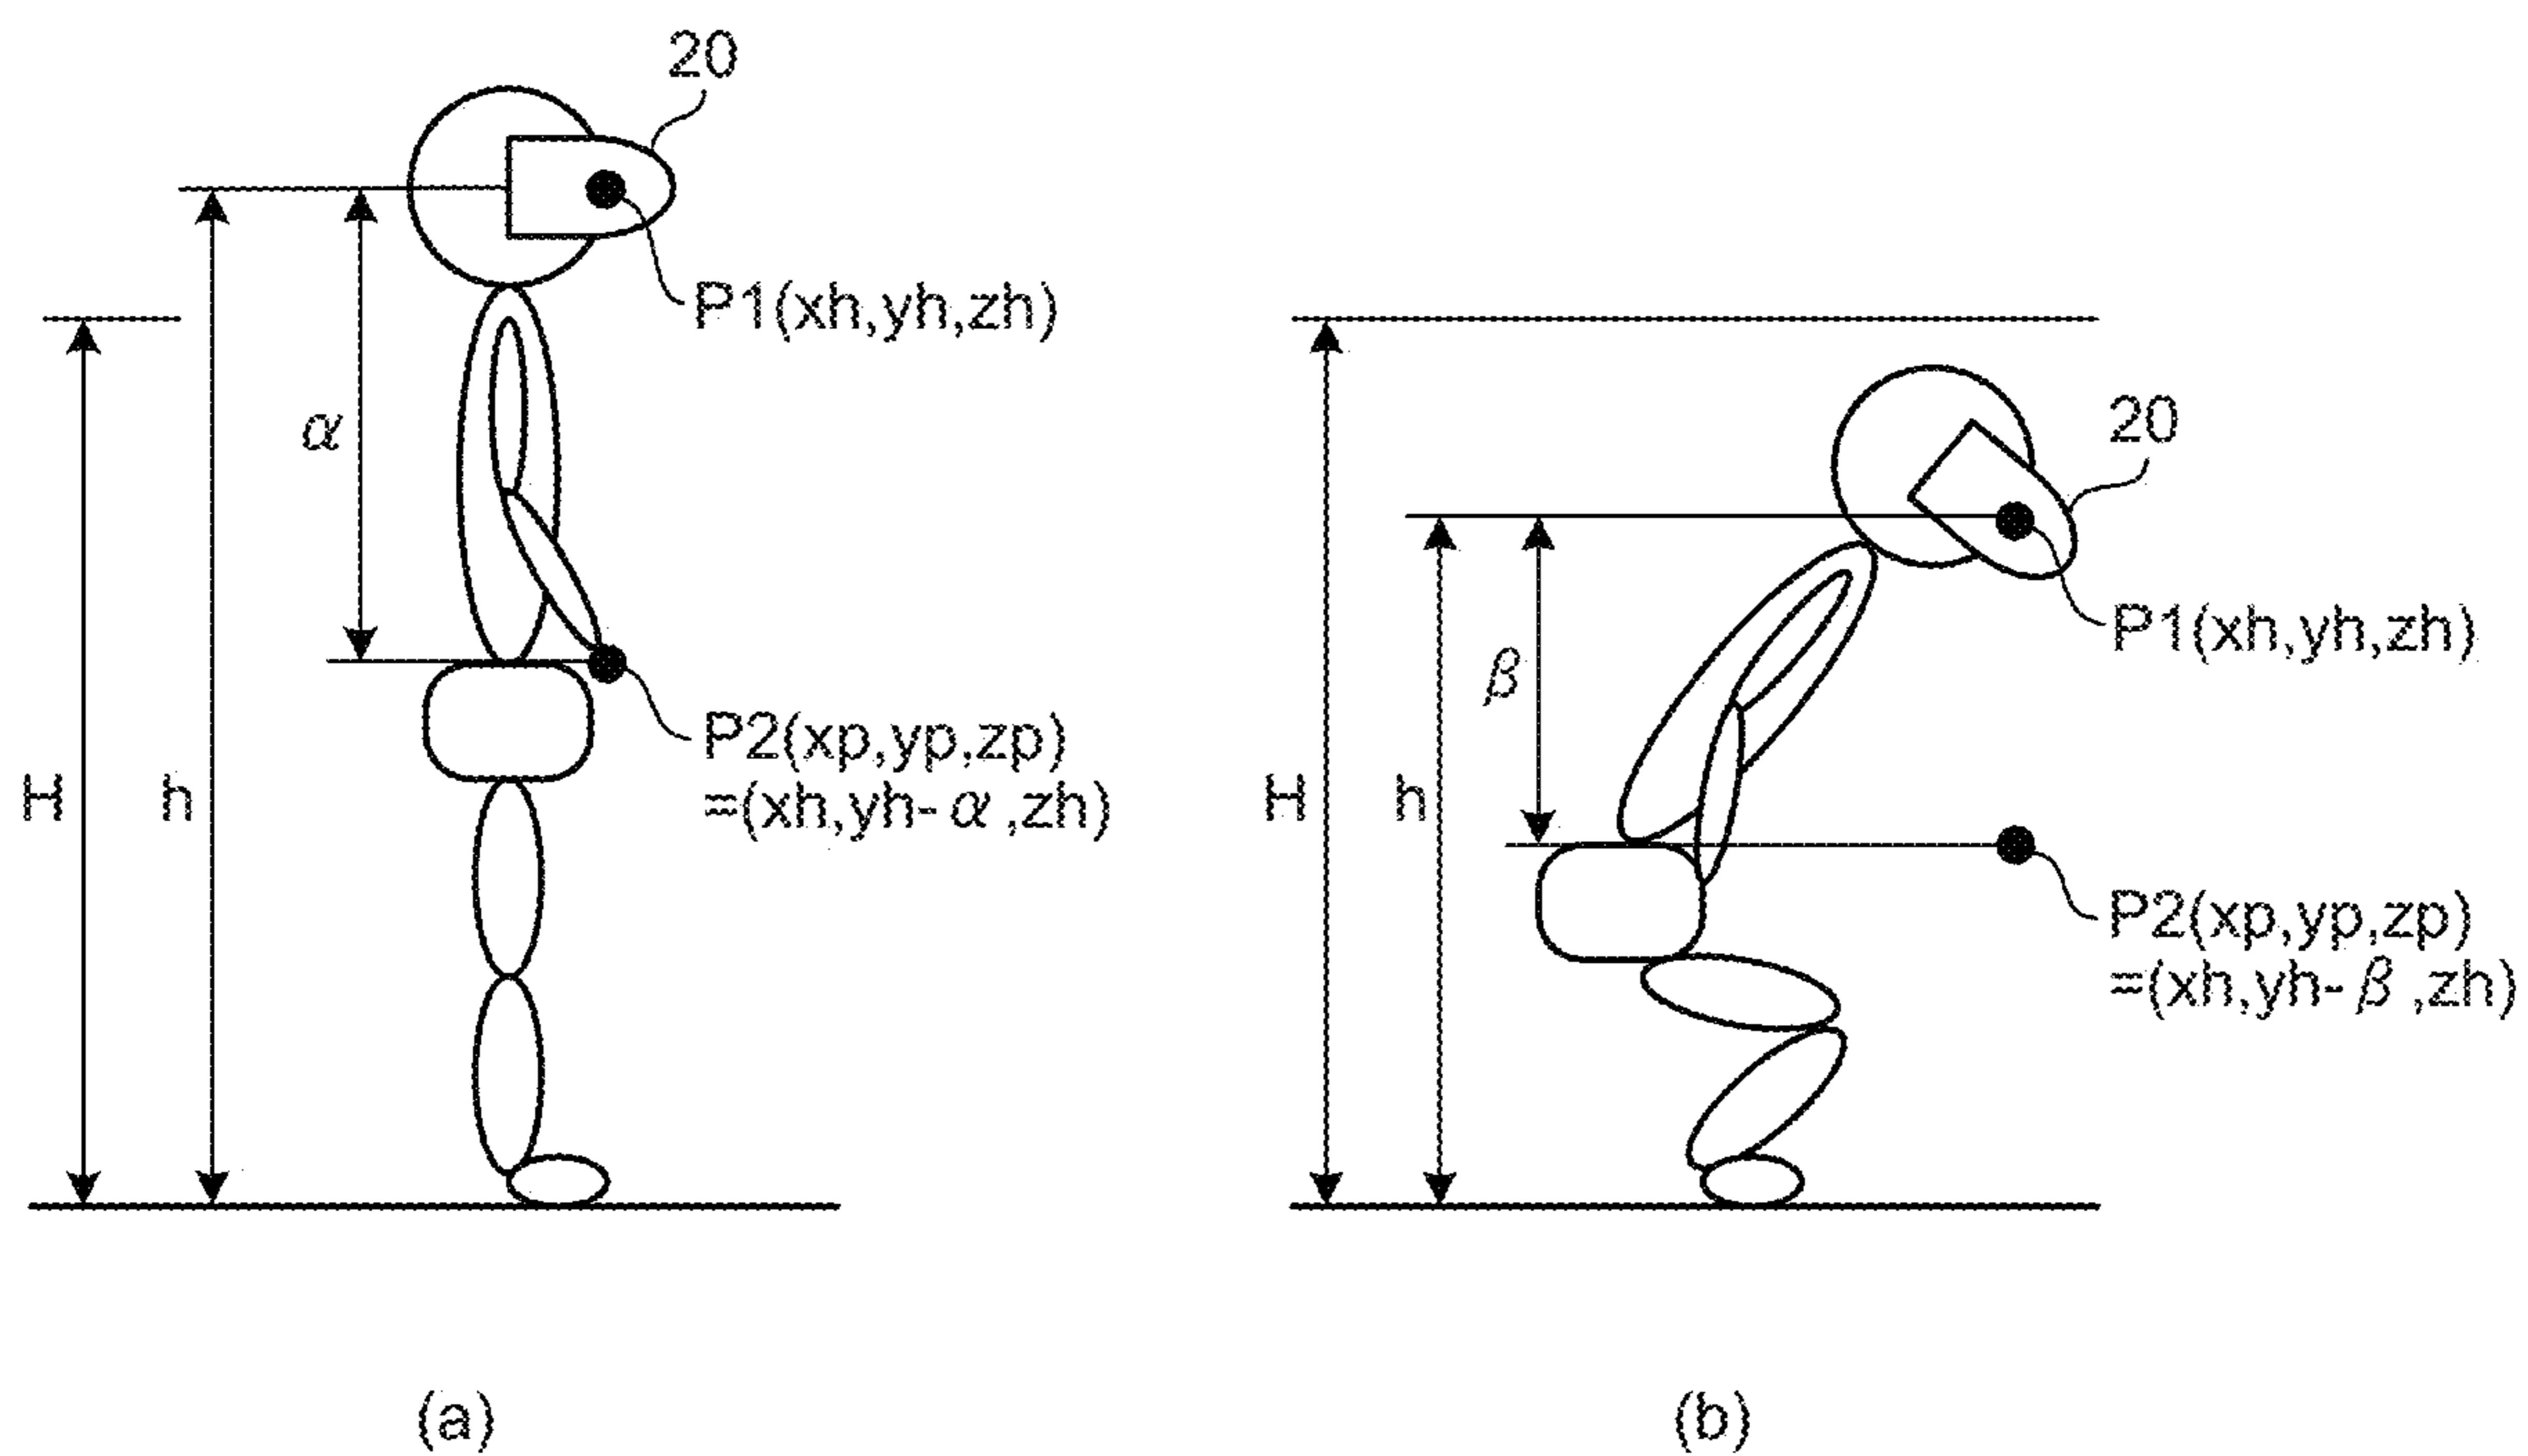 20
P1(xh,yh,zh)
α
H
h
P2(xp,yp,zp)
=(xh,yh-α,zh)
(a)
20
P1(xh,yh,zh)
β
H
h
P2(xp,yp,zp)
=(xh,yh-β,zh)
(b)